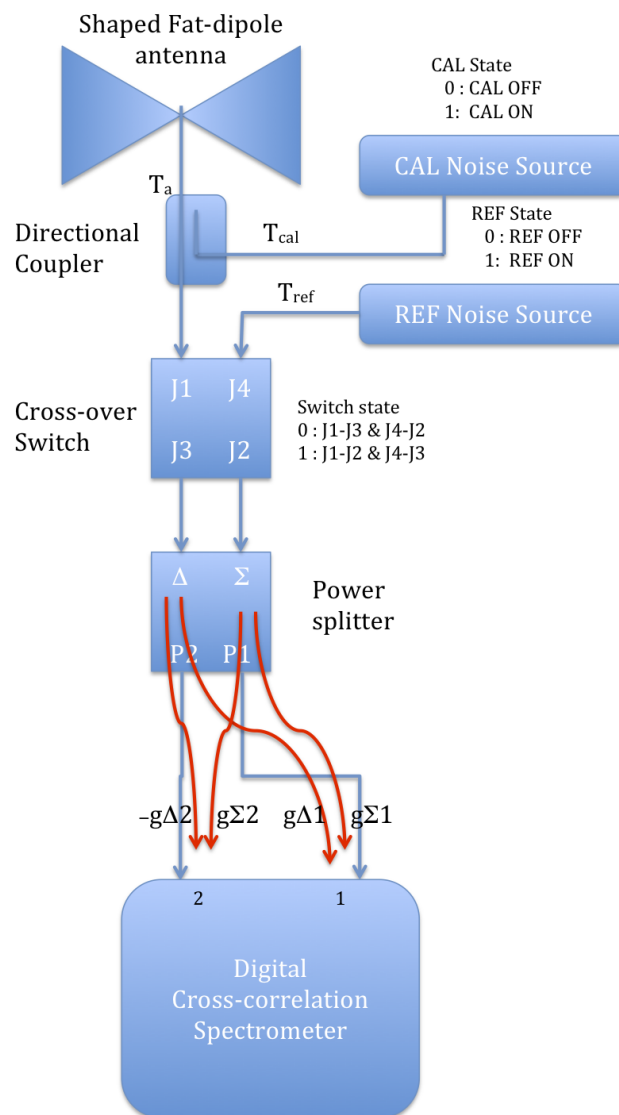 Shaped Fat-dipole
antenna
CAL State
0 : CAL OFF
1: CAL ON
T_a
CAL Noise Source
Directional
Coupler
T_cal
REF State
0 : REF OFF
1: REF ON
T_ref
REF Noise Source
J1 J4
Cross-over
Switch
J3 J2
Switch state
0 : J1-J3 & J4-J2
1 : J1-J2 & J4-J3
Δ Σ
Power
splitter
P2 P1
–gΔ2 gΣ2 gΔ1 gΣ1
2 1
Digital
Cross-correlation
Spectrometer